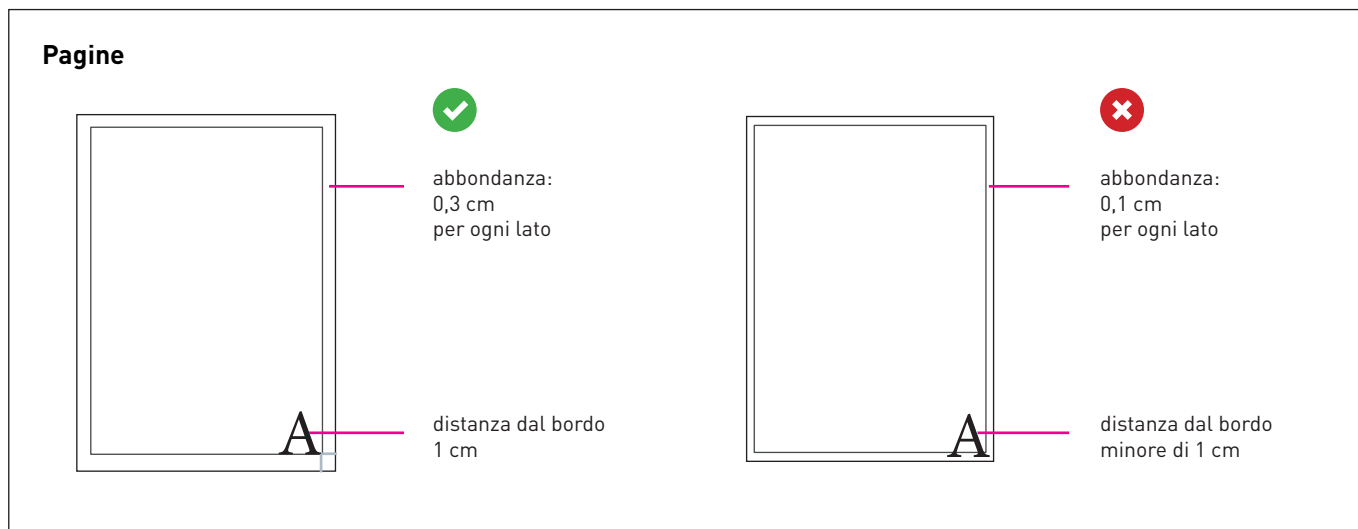 Pagine
abbondanza:
0,3 cm
per ogni lato
distanza dal bordo
1 cm
A
abbondanza:
0,1 cm
per ogni lato
distanza dal bordo
minore di 1 cm
A